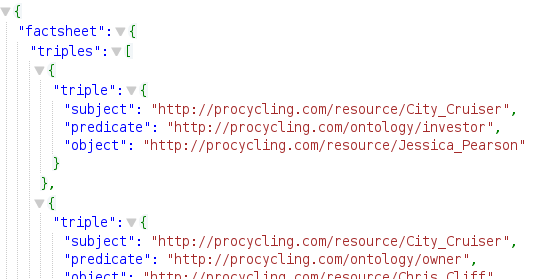 {
"factsheet": {
"triples": [
{
"triple": {
"subject": "http://procycling.com/resource/City_Cruiser",
"predicate": "http://procycling.com/ontology/investor",
"object": "http://procycling.com/resource/Jessica_Pearson"
}
},
{
"triple": {
"subject": "http://procycling.com/resource/City_Cruiser",
"predicate": "http://procycling.com/ontology/owner",
"object": "http://procycling.com/resource/Chris_Cliff"